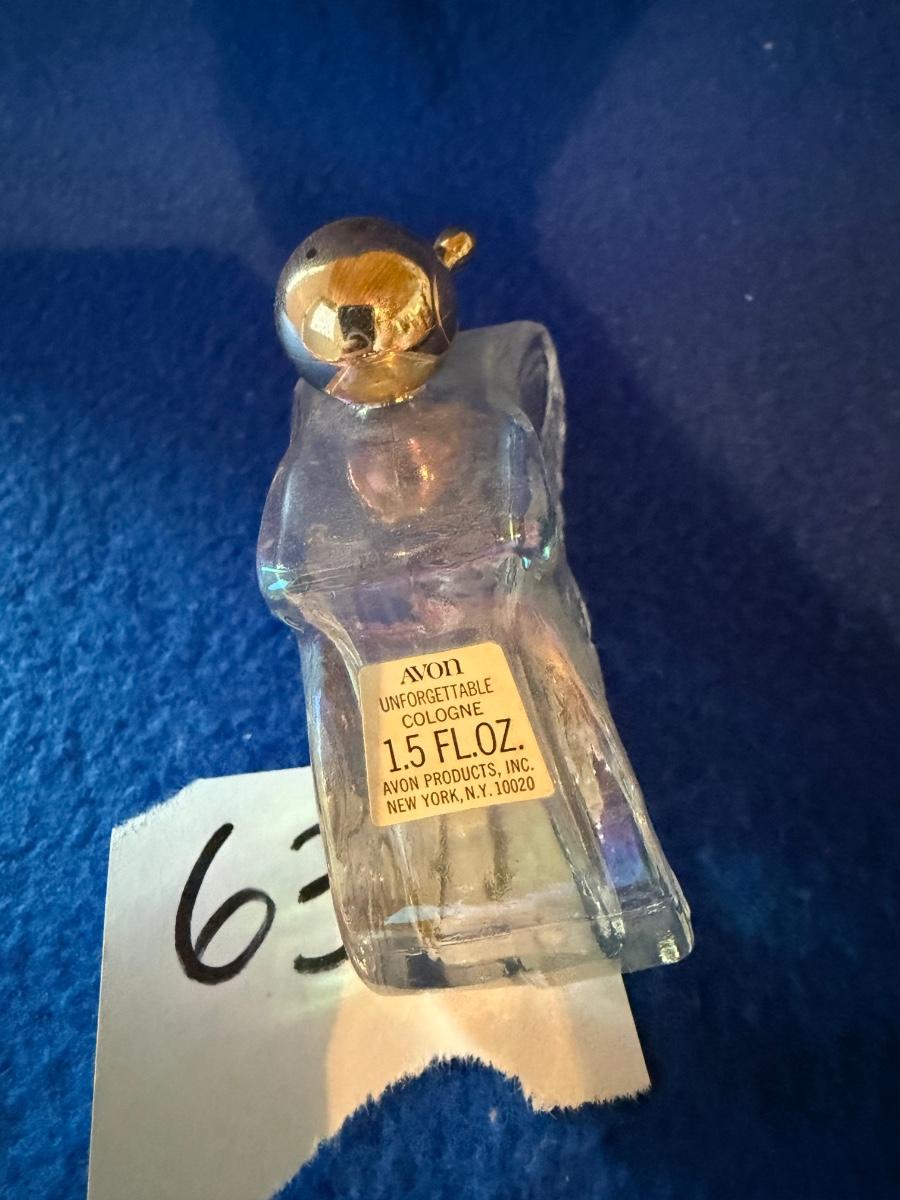 AVON
UNFORGETTABLE
COLOGNE
1.5 FL.OZ.
AVON PRODUCTS, INC.
NEW YORK, N.Y. 10020
63